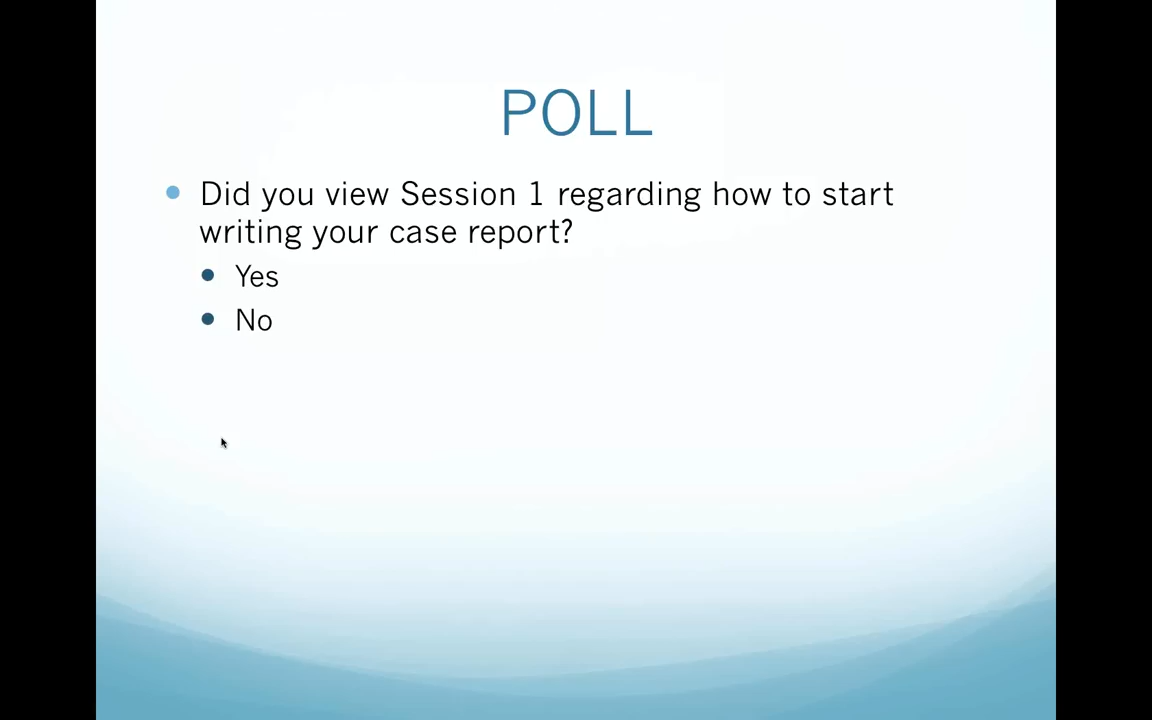 POLL
Did you view Session 1 regarding how to start
writing your case report?
Yes
No